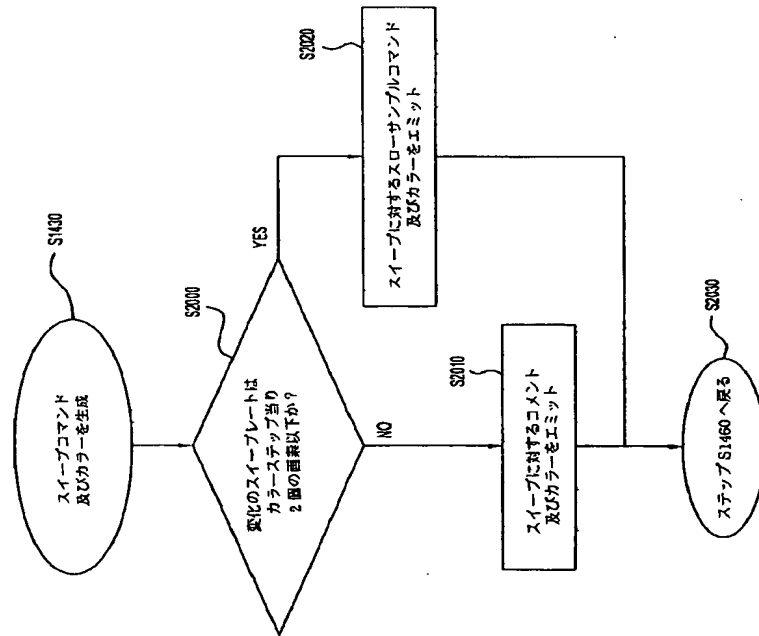 S1430
スイープコマンド
及びカラーを生成
S2000
変化のスイープレートは
カラーステップ当り
2個の画素以下か?
YES
NO
S2020
スイープに対するスローサンプルコマンド
及びカラーをエミット
S2010
スイープに対するコメント
及びカラーをエミット
S2030
ステップS1460へ戻る